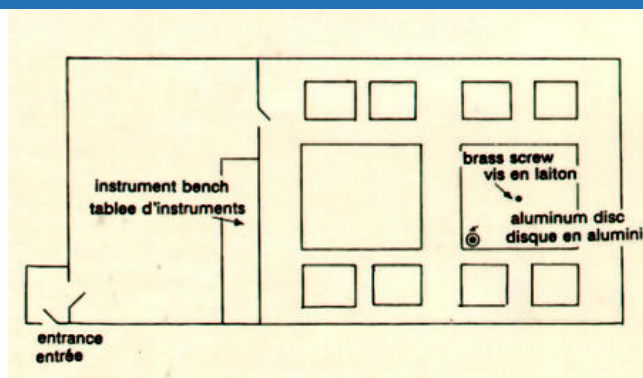 brass screw
vis en laiton
instrument bench
tablee d'instruments
aluminum disc
disque en alumini
entrance
entrée